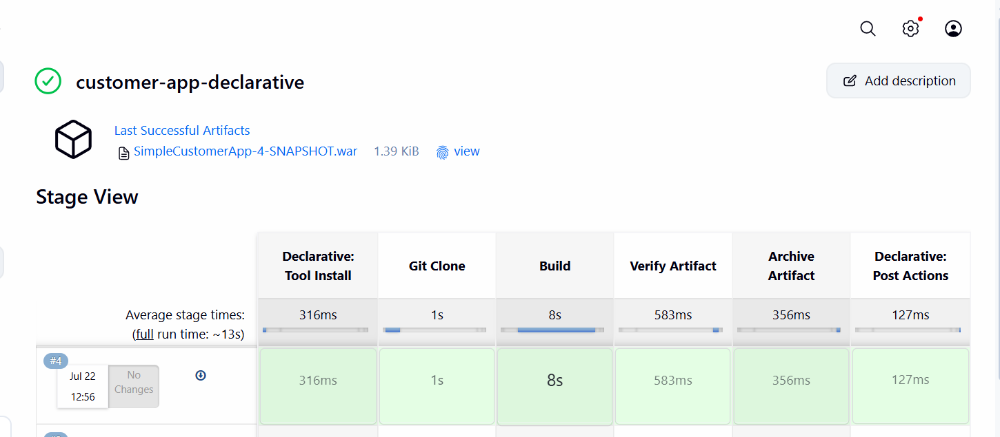 customer-app-declarative
Add description
Last Successful Artifacts
SimpleCustomerApp-4-SNAPSHOT.war 1.39 KiB view
Stage View
Declarative: Tool Install
Git Clone
Build
Verify Artifact
Archive Artifact
Declarative: Post Actions
Average stage times:
(full run time: ~13s)
316ms 1s 8s 583ms 356ms 127ms
#4
Jul 22
12:56
No
Changes
316ms 1s 8s 583ms 356ms 127ms